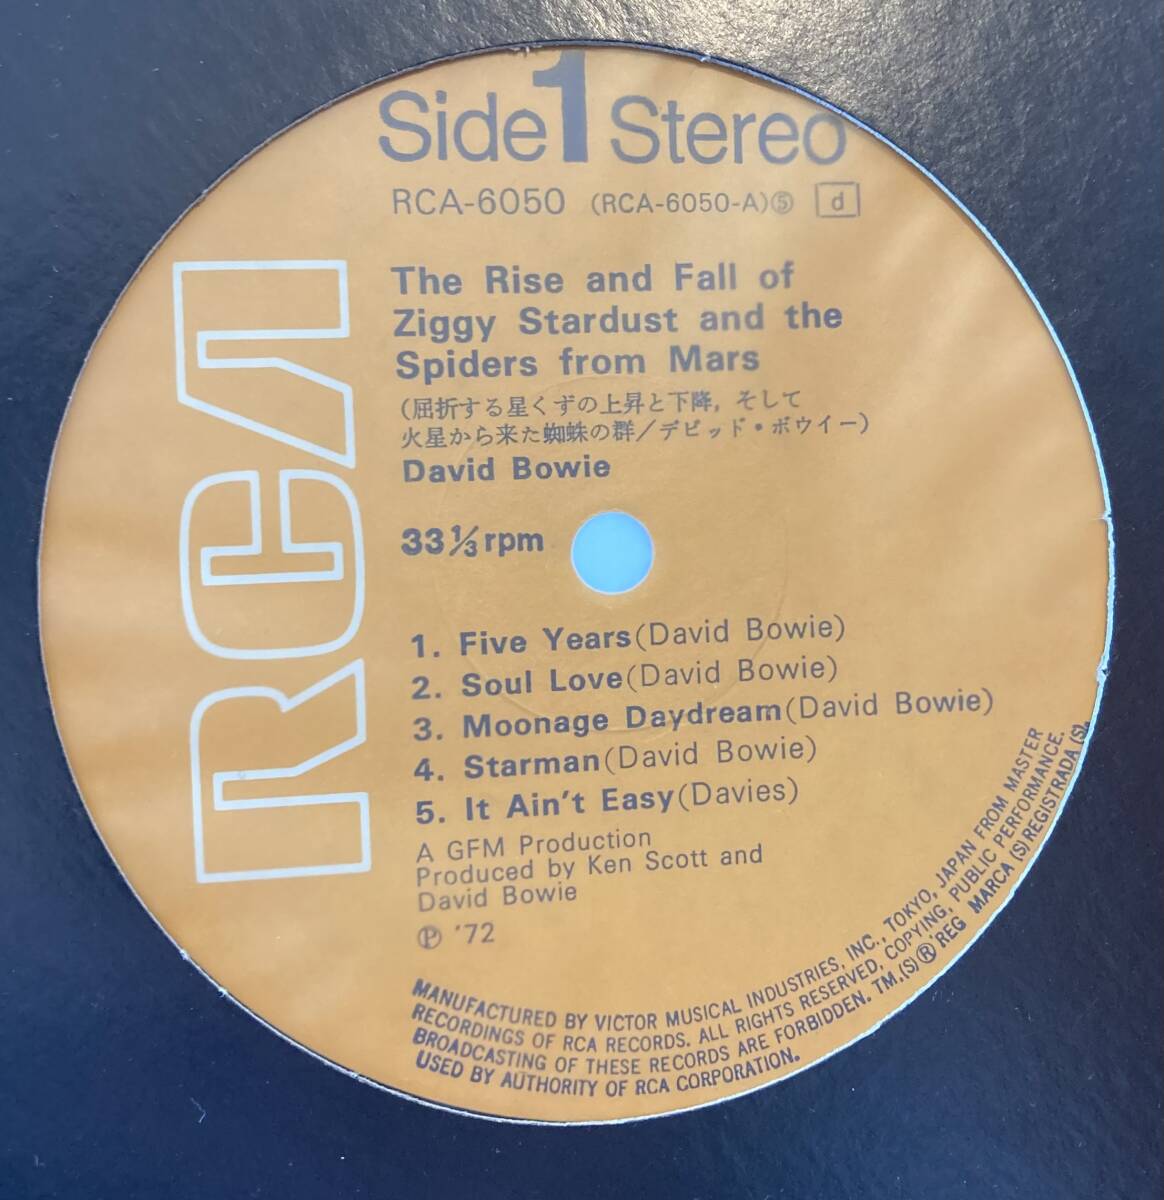 Side 1 Stereo
RCA-6050 (RCA-6050-A)⑤ d
RCA
The Rise and Fall of
Ziggy Stardust and the
Spiders from Mars
(屈折する星くずの上昇と下降，そして
火星から来た蜘蛛の群/デビッド・ボウイー)
David Bowie
33⅓rpm
1. Five Years(David Bowie)
2. Soul Love(David Bowie)
3. Moonage Daydream(David Bowie)
4. Starman(David Bowie)
5. It Ain't Easy(Davies)
A GFM Production
Produced by Ken Scott and
David Bowie
Ⓟ '72
MANUFACTURED BY VICTOR MUSICAL INDUSTRIES, INC., TOKYO, JAPAN FROM MASTER
RECORDINGS OF RCA RECORDS. ALL RIGHTS RESERVED, COPYING, PUBLIC PERFORMANCE.
BROADCASTING OF THESE RECORDS ARE FORBIDDEN. TM.(S)® 'REG MARCA (S) REGISTRADA (S).
USED BY AUTHORITY OF RCA CORPORATION.